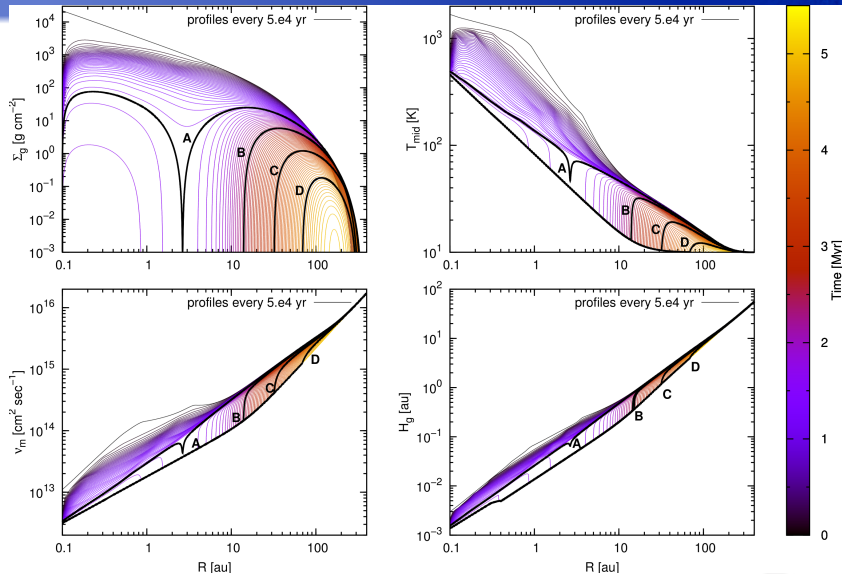 profiles every 5.e4 yr
Σg [g cm⁻²]
10⁴
10³
10²
10¹
10⁰
10⁻¹
10⁻²
10⁻³
A
B
C
D
0.1 1 10 100
profiles every 5.e4 yr
Tmid [K]
10³
10²
10¹
A
B
C
D
0.1 1 10 100
profiles every 5.e4 yr
νm [cm² sec⁻¹]
10¹⁶
10¹⁵
10¹⁴
10¹³
A
B
C
D
0.1 1 10 100
R [au]
profiles every 5.e4 yr
Hg [au]
10²
10¹
10⁰
10⁻¹
10⁻²
10⁻³
A
B
C
D
0.1 1 10 100
R [au]
5
4
3
2
1
0
Time [Myr]